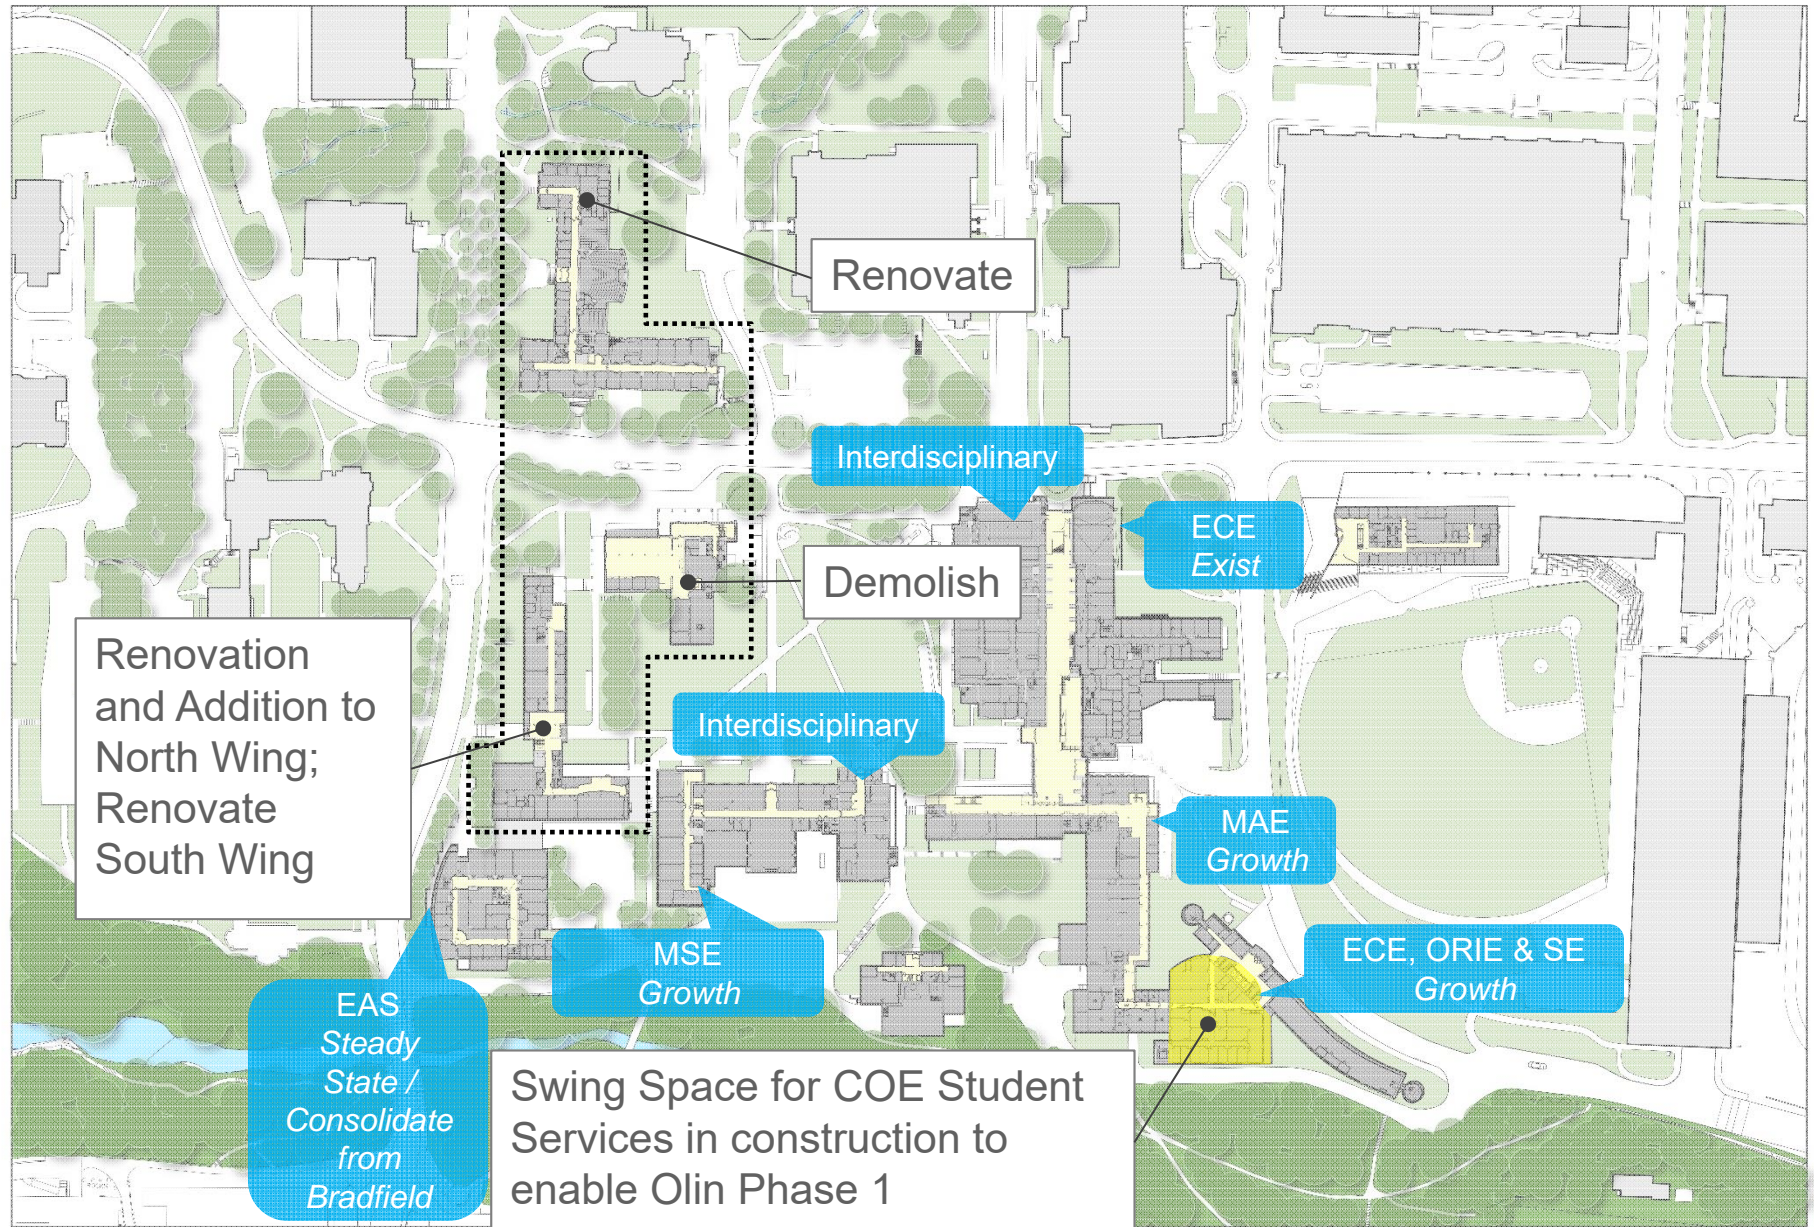 Renovate
Interdisciplinary
ECE
Exist
Demolish
Renovation
and Addition to
North Wing;
Renovate
South Wing
Interdisciplinary
MAE
Growth
MSE
Growth
ECE, ORIE & SE
Growth
EAS
Steady
State /
Consolidate
from
Bradfield
Swing Space for COE Student
Services in construction to
enable Olin Phase 1